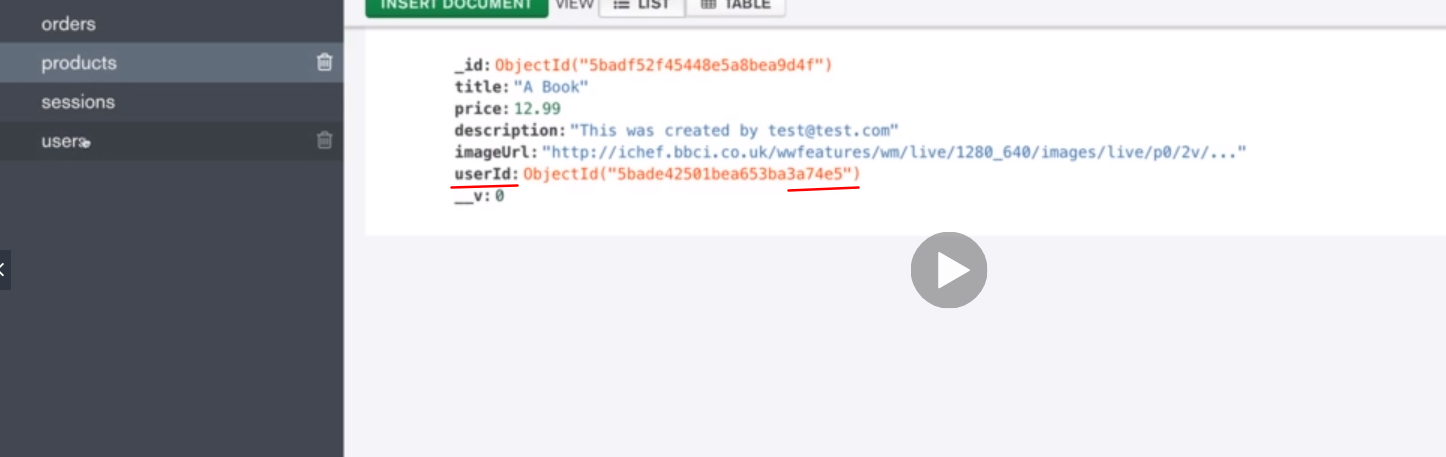 INSERT DOCUMENT VIEW LIST TABLE
orders
products
sessions
users
_id: ObjectId("5badf52f45448e5a8bea9d4f")
title: "A Book"
price: 12.99
description: "This was created by test@test.com"
imageUrl: "http://ichef.bbci.co.uk/wwfeatures/wm/live/1280_640/images/live/p0/2v/..."
userId: ObjectId("5bade42501bea653ba3a74e5")
__v: 0